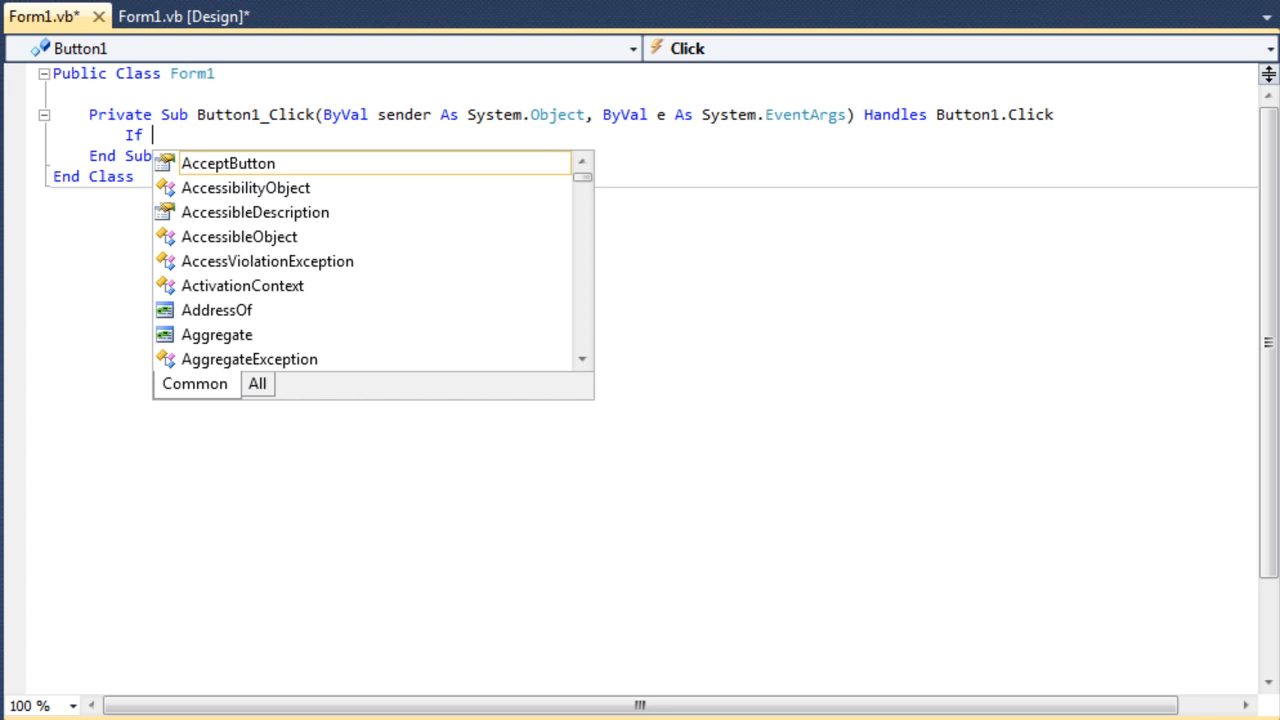 Form1.vb* Form1.vb [Design]*
Button1 Click
Public Class Form1
Private Sub Button1_Click(ByVal sender As System.Object, ByVal e As System.EventArgs) Handles Button1.Click
If
End Sub
End Class
AcceptButton
AccessibilityObject
AccessibleDescription
AccessibleObject
AccessViolationException
ActivationContext
AddressOf
Aggregate
AggregateException
Common All
100 %